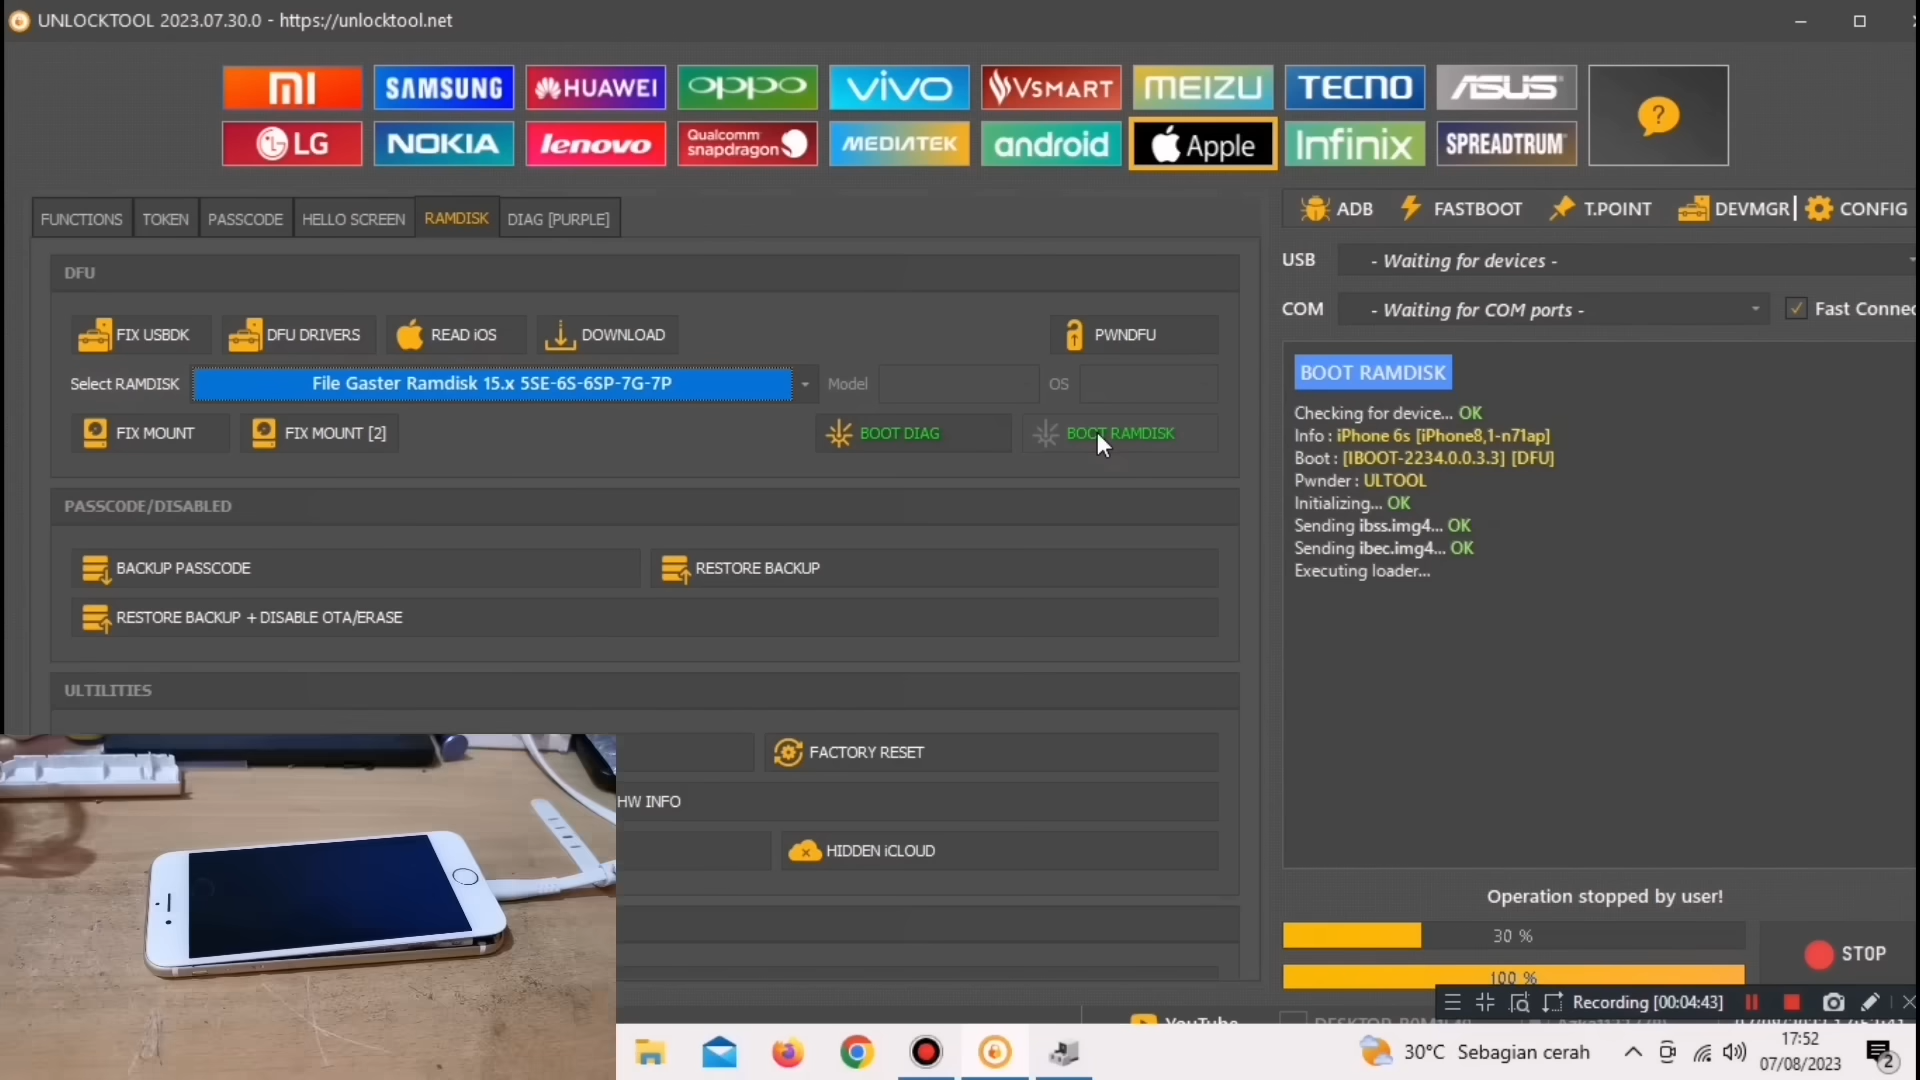 UNLOCKTOOL 2023.07.30.0 - https://unlocktool.net
MI SAMSUNG HUAWEI oppo vivo VSMART MEIZU TECNO ASUS ?
LG NOKIA lenovo Qualcomm snapdragon MEDIATEK android Apple Infinix SPREADTRUM
FUNCTIONS TOKEN PASSCODE HELLO SCREEN RAMDISK DIAG [PURPLE]
ADB FASTBOOT T.POINT DEVMGR CONFIG
DFU
USB - Waiting for devices -
COM - Waiting for COM ports - Fast Connec
FIX USBDK DFU DRIVERS READ iOS DOWNLOAD PWNDFU
Select RAMDISK File Gaster Ramdisk 15.x 5SE-6S-6SP-7G-7P Model OS
FIX MOUNT FIX MOUNT [2] BOOT DIAG BOOT RAMDISK
PASSCODE/DISABLED
BACKUP PASSCODE RESTORE BACKUP
RESTORE BACKUP + DISABLE OTA/ERASE
ULTILITIES
FACTORY RESET
HW INFO
HIDDEN iCLOUD
BOOT RAMDISK
Checking for device... OK
Info : iPhone 6s [iPhone8,1-n71ap]
Boot : [IBOOT-2234.0.0.3.3] [DFU]
Pwnder : ULTOOL
Initializing... OK
Sending ibss.img4... OK
Sending ibec.img4... OK
Executing loader...
Operation stopped by user!
30 %
STOP
100 %
Recording [00:04:43]
YouTube
30°C Sebagian cerah
17:52
07/08/2023
2